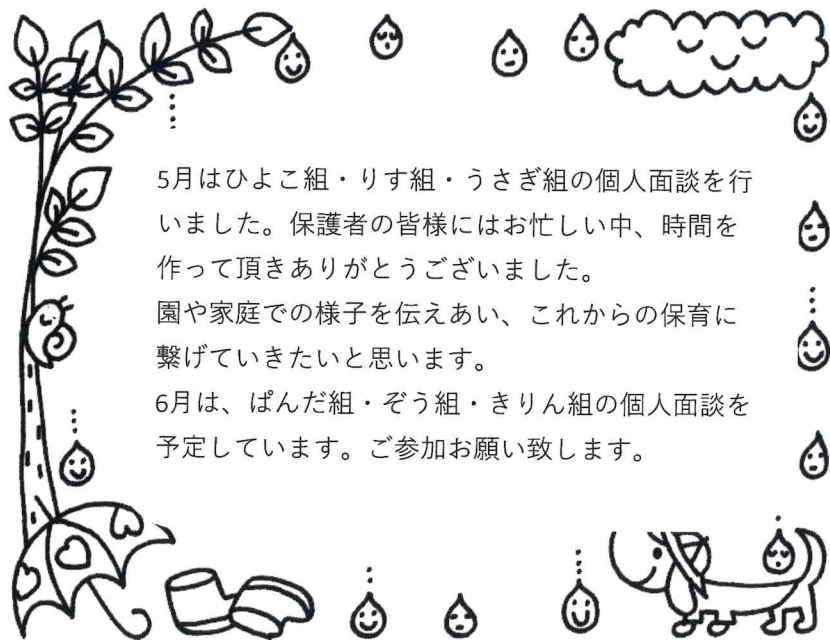 5月はひよこ組・りす組・うさぎ組の個人面談を行
いました。保護者の皆様にはお忙しい中、時間を
作って頂きありがとうございました。
園や家庭での様子を伝えあい、これからの保育に
繋げていきたいと思います。
6月は、ぱんだ組・ぞう組・きりん組の個人面談を
予定しています。ご参加お願い致します。